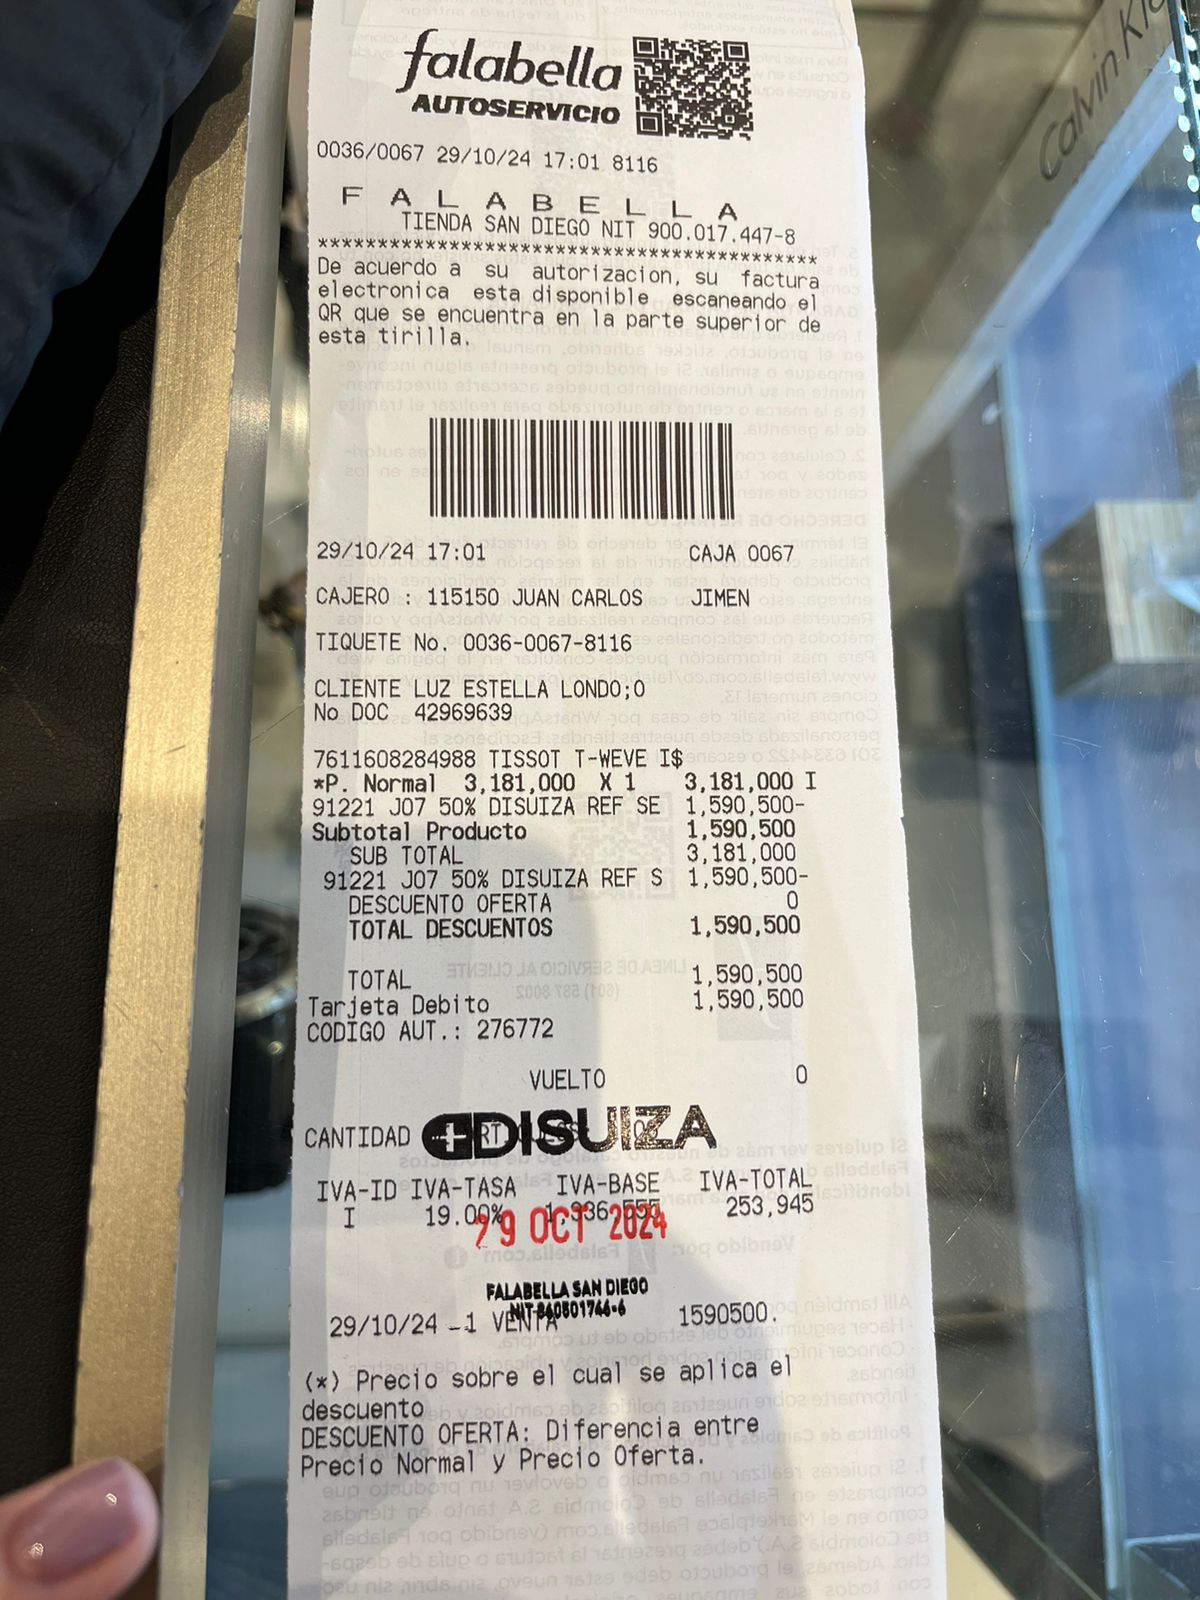 falabella
AUTOSERVICIO
0036/0067 29/10/24 17:01 8116
F A L A B E L L A
TIENDA SAN DIEGO NIT 900.017.447-8
******************************************
De acuerdo a su autorizacion, su factura
electronica esta disponible escaneando el
QR que se encuentra en la parte superior de
esta tirilla.
29/10/24 17:01 CAJA 0067
CAJERO : 115150 JUAN CARLOS JIMEN
TIQUETE No. 0036-0067-8116
CLIENTE LUZ ESTELLA LONDO;O
No DOC 42969639
7611608284988 TISSOT T-WEVE I$
*P. Normal 3,181,000 X 1 3,181,000 I
91221 J07 50% DISUIZA REF SE 1,590,500-
Subtotal Producto 1,590,500
SUB TOTAL 3,181,000
91221 J07 50% DISUIZA REF S 1,590,500-
DESCUENTO OFERTA 0
TOTAL DESCUENTOS 1,590,500
TOTAL 1,590,500
Tarjeta Debito 1,590,500
CODIGO AUT.: 276772
VUELTO 0
CANTIDAD
DISUIZA
IVA-ID IVA-TASA IVA-BASE IVA-TOTAL
I 19.00% 253,945
29 OCT 2024
FALABELLA SAN DIEGO
29/10/24 -1 VENTA 1590500.
(*) Precio sobre el cual se aplica el
descuento
DESCUENTO OFERTA: Diferencia entre
Precio Normal y Precio Oferta.
Calvin Kle